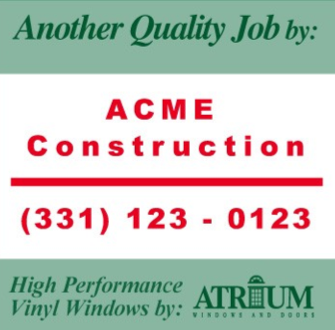 Another Quality Job by:
ACME
Construction
(331) 123 - 0123
High Performance
Vinyl Windows by:
ATRIUM
WINDOWS AND DOORS